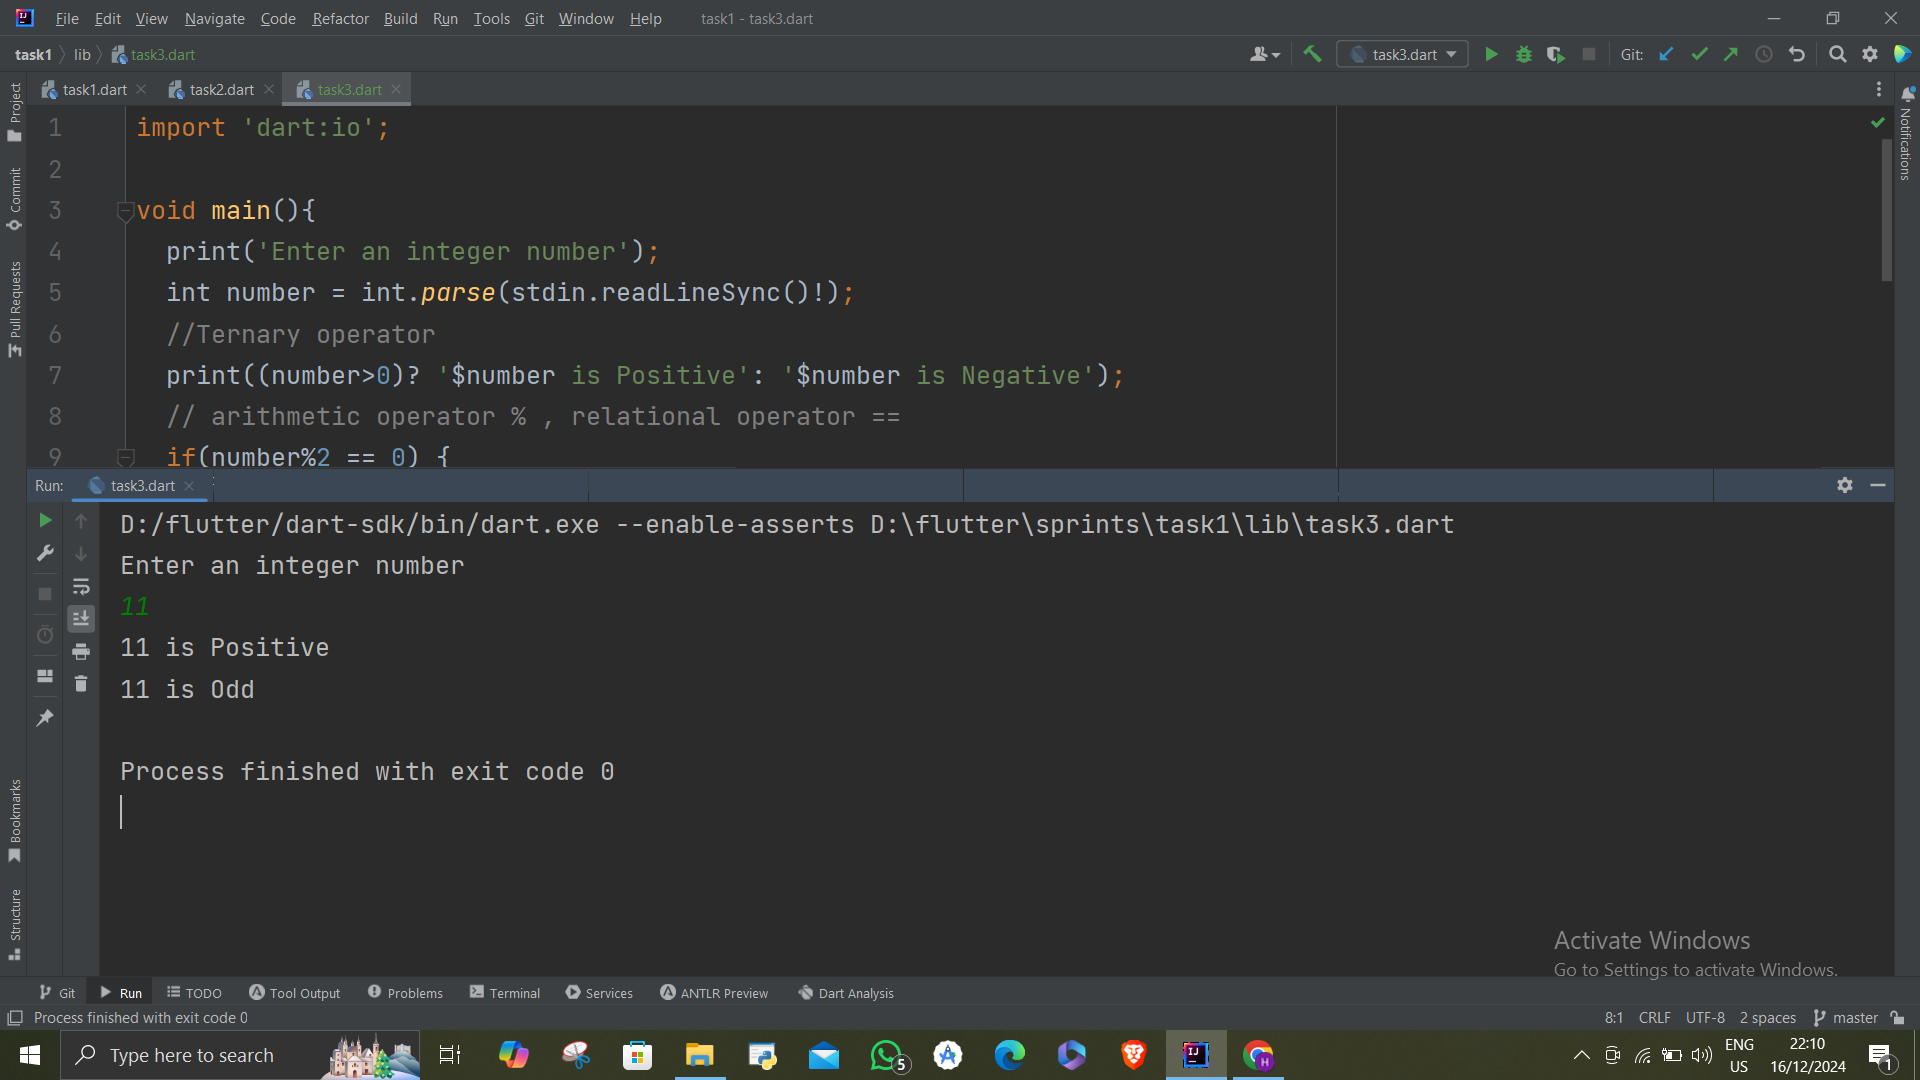 File Edit View Navigate Code Refactor Build Run Tools Git Window Help task1 - task3.dart
task1 lib task3.dart
task3.dart Git:
task1.dart task2.dart task3.dart
Project
Commit
Pull Requests
Bookmarks
Structure
Notifications
1 import 'dart:io';
2
3 void main(){
4 print('Enter an integer number');
5 int number = int.parse(stdin.readLineSync()!);
6 //Ternary operator
7 print((number>0)? '$number is Positive': '$number is Negative');
8 // arithmetic operator % , relational operator ==
9 if(number%2 == 0) {
Run: task3.dart
D:/flutter/dart-sdk/bin/dart.exe --enable-asserts D:\flutter\sprints\task1\lib\task3.dart
Enter an integer number
11
11 is Positive
11 is Odd
Process finished with exit code 0
Activate Windows
Go to Settings to activate Windows.
Git Run TODO Tool Output Problems Terminal Services ANTLR Preview Dart Analysis
Process finished with exit code 0 8:1 CRLF UTF-8 2 spaces master
Type here to search 5 ENG 22:10
US 16/12/2024 1